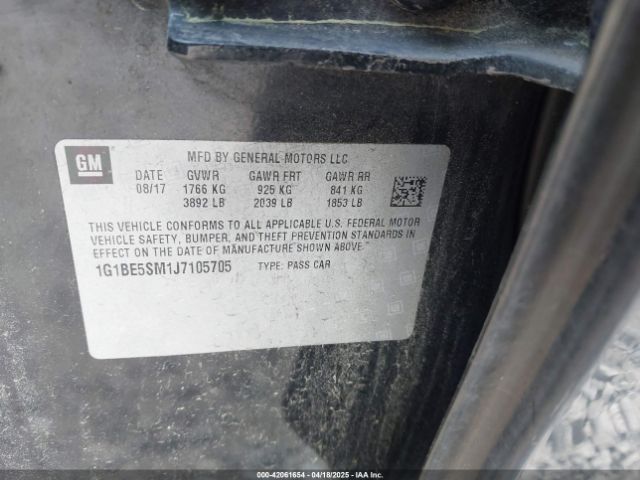 GM
MFD BY GENERAL MOTORS LLC
DATE GVWR GAWR FRT GAWR RR
08/17 1766 KG 925 KG 841 KG
3892 LB 2039 LB 1853 LB
THIS VEHICLE CONFORMS TO ALL APPLICABLE U.S. FEDERAL MOTOR
VEHICLE SAFETY, BUMPER, AND THEFT PREVENTION STANDARDS IN
EFFECT ON THE DATE OF MANUFACTURE SHOWN ABOVE.
1G1BE5SM1J7105705 TYPE: PASS CAR
000-42061654 - 04/18/2025 - WWW.IAAI.COM